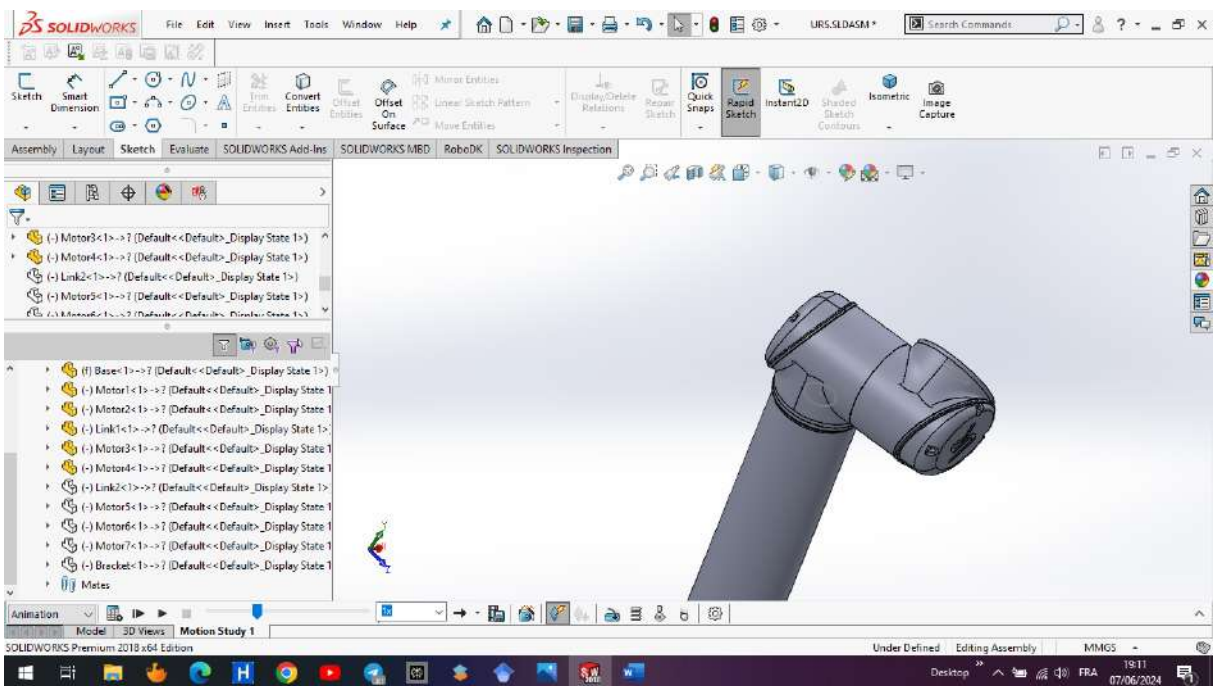 SOLIDWORKS File Edit View Insert Tools Window Help URS.SLDASM * Search Commands
Sketch Smart Dimension Trim Entities Convert Entities Offset Entities Offset On Surface Mirror Entities Linear Sketch Pattern Move Entities Display/Delete Relations Repair Sketch Quick Snaps Rapid Sketch Instant2D Shaded Sketch Contours Isometric Image Capture
Assembly Layout Sketch Evaluate SOLIDWORKS Add-Ins SOLIDWORKS MBD RoboDK SOLIDWORKS Inspection
(-) Motor3<1>->? (Default<<Default>_Display State 1>)
(-) Motor4<1>->? (Default<<Default>_Display State 1>)
(-) Link2<1>->? (Default<<Default>_Display State 1>)
(-) Motor5<1>->? (Default<<Default>_Display State 1>)
(-) Motor6<1>->? (Default<<Default>_Display State 1>)
(f) Base<1>->? (Default<<Default>_Display State 1>)
(-) Motor1<1>->? (Default<<Default>_Display State 1
(-) Motor2<1>->? (Default<<Default>_Display State 1
(-) Link1<1>->? (Default<<Default>_Display State 1>
(-) Motor3<1>->? (Default<<Default>_Display State 1
(-) Motor4<1>->? (Default<<Default>_Display State 1
(-) Link2<1>->? (Default<<Default>_Display State 1>
(-) Motor5<1>->? (Default<<Default>_Display State 1
(-) Motor6<1>->? (Default<<Default>_Display State 1
(-) Motor7<1>->? (Default<<Default>_Display State 1
(-) Bracket<1>->? (Default<<Default>_Display State 1
Mates
Animation 1x
Model 3D Views Motion Study 1
SOLIDWORKS Premium 2018 x64 Edition Under Defined Editing Assembly MMGS
Desktop FRA 19:11
07/06/2024